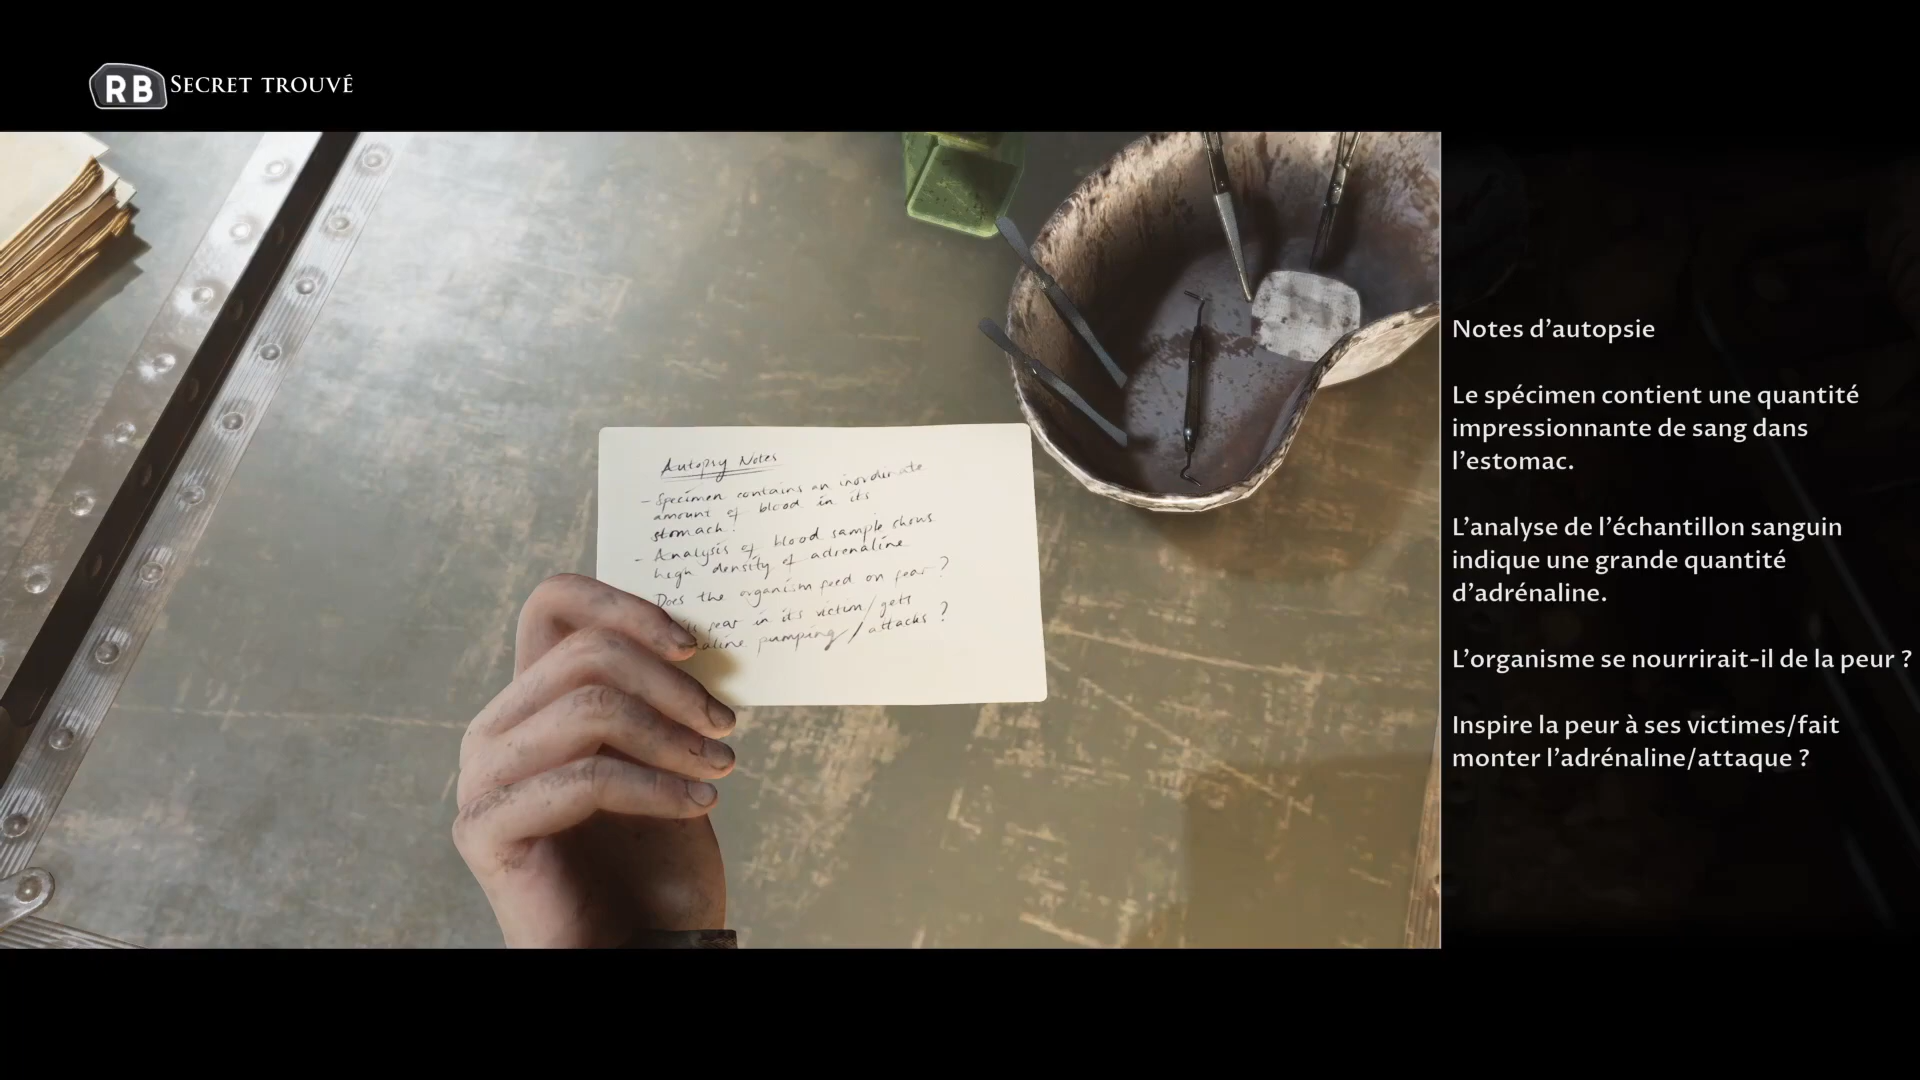 RB SECRET TROUVÉ
Autopsy Notes
- Specimen contains an inordinate
amount of blood in its
stomach.
- Analysis of blood sample shows
high density of adrenaline
Does the organism feed on fear?
fear in its victim/gets
pumping/attacks?
Notes d'autopsie
Le spécimen contient une quantité
impressionnante de sang dans
l'estomac.
L'analyse de l'échantillon sanguin
indique une grande quantité
d'adrénaline.
L'organisme se nourrirait-il de la peur ?
Inspire la peur à ses victimes/fait
monter l'adrénaline/attaque ?